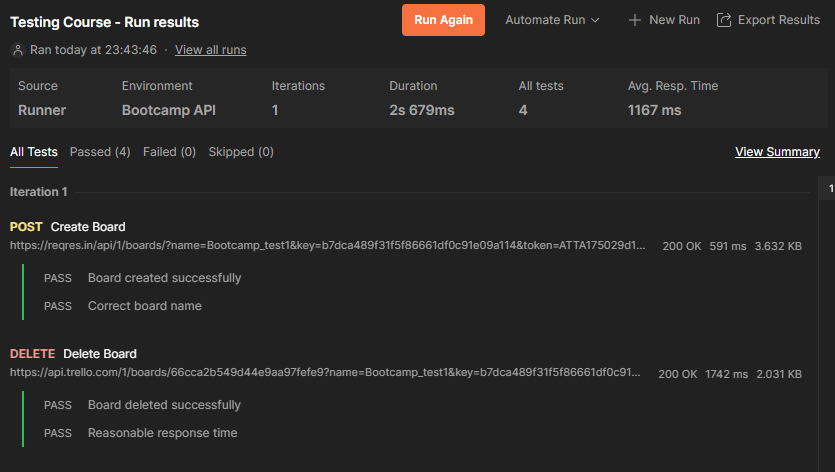 Testing Course - Run results
Run Again
Automate Run
New Run
Export Results
Ran today at 23:43:46 · View all runs
Source Environment Iterations Duration All tests Avg. Resp. Time
Runner Bootcamp API 1 2s 679ms 4 1167 ms
All Tests Passed (4) Failed (0) Skipped (0) View Summary
Iteration 1
1
POST Create Board
https://reqres.in/api/1/boards/?name=Bootcamp_test1&key=b7dca489f31f5f86661df0c91e09a114&token=ATTA175029d1... 200 OK 591 ms 3.632 KB
PASS Board created successfully
PASS Correct board name
DELETE Delete Board
https://api.trello.com/1/boards/66cca2b549d44e9aa97fefe9?name=Bootcamp_test1&key=b7dca489f31f5f86661df0c91... 200 OK 1742 ms 2.031 KB
PASS Board deleted successfully
PASS Reasonable response time